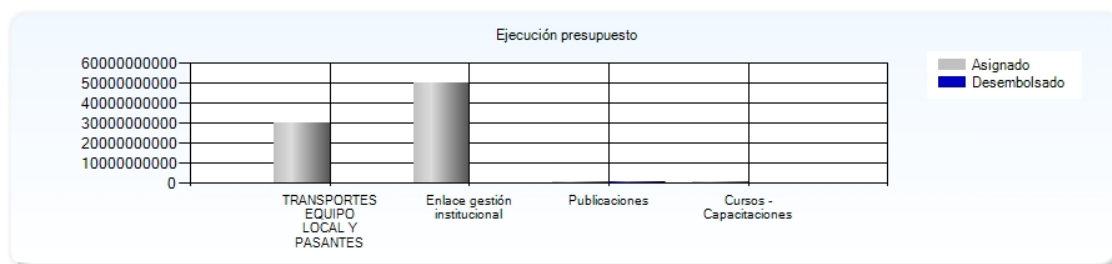 Ejecución presupuesto
60000000000
50000000000
40000000000
30000000000
20000000000
10000000000
0
TRANSPORTES
EQUIPO
LOCAL Y
PASANTES
Enlace gestión
institucional
Publicaciones
Cursos -
Capacitaciones
Asignado
Desembolsado